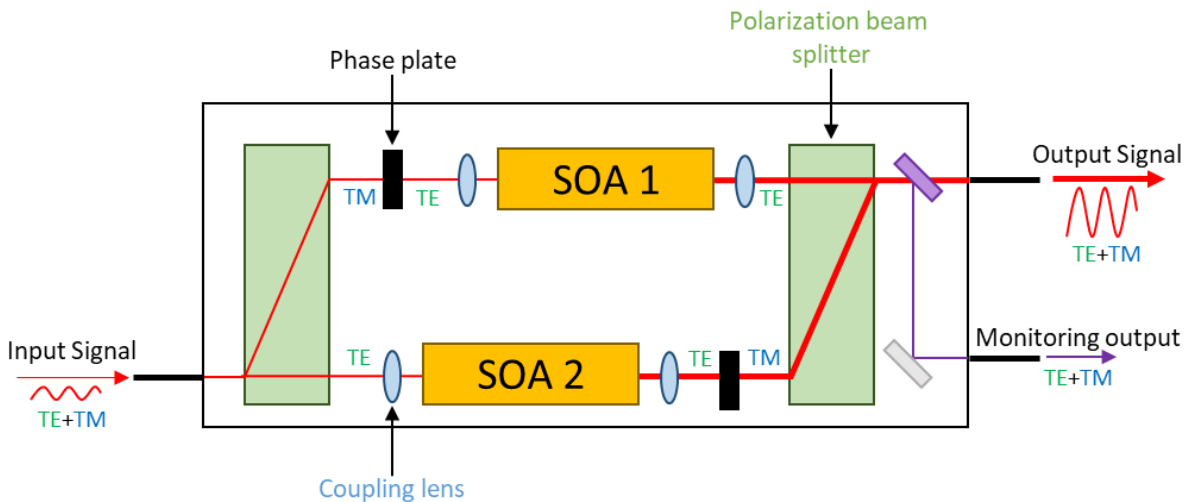 Polarization beam
splitter
Phase plate
TM
TE
SOA 1
TE
Output Signal
TE+TM
Input Signal
TE+TM
TE
SOA 2
TE
TM
Monitoring output
TE+TM
Coupling lens